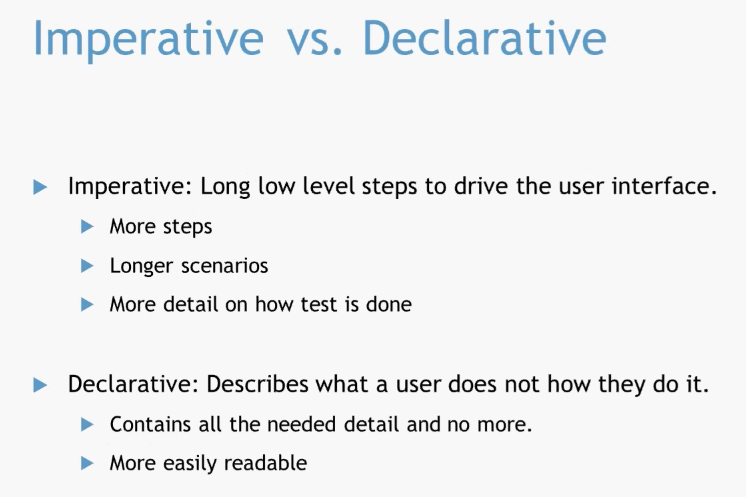 Imperative vs. Declarative
Imperative: Long low level steps to drive the user interface.
More steps
Longer scenarios
More detail on how test is done
Declarative: Describes what a user does not how they do it.
Contains all the needed detail and no more.
More easily readable